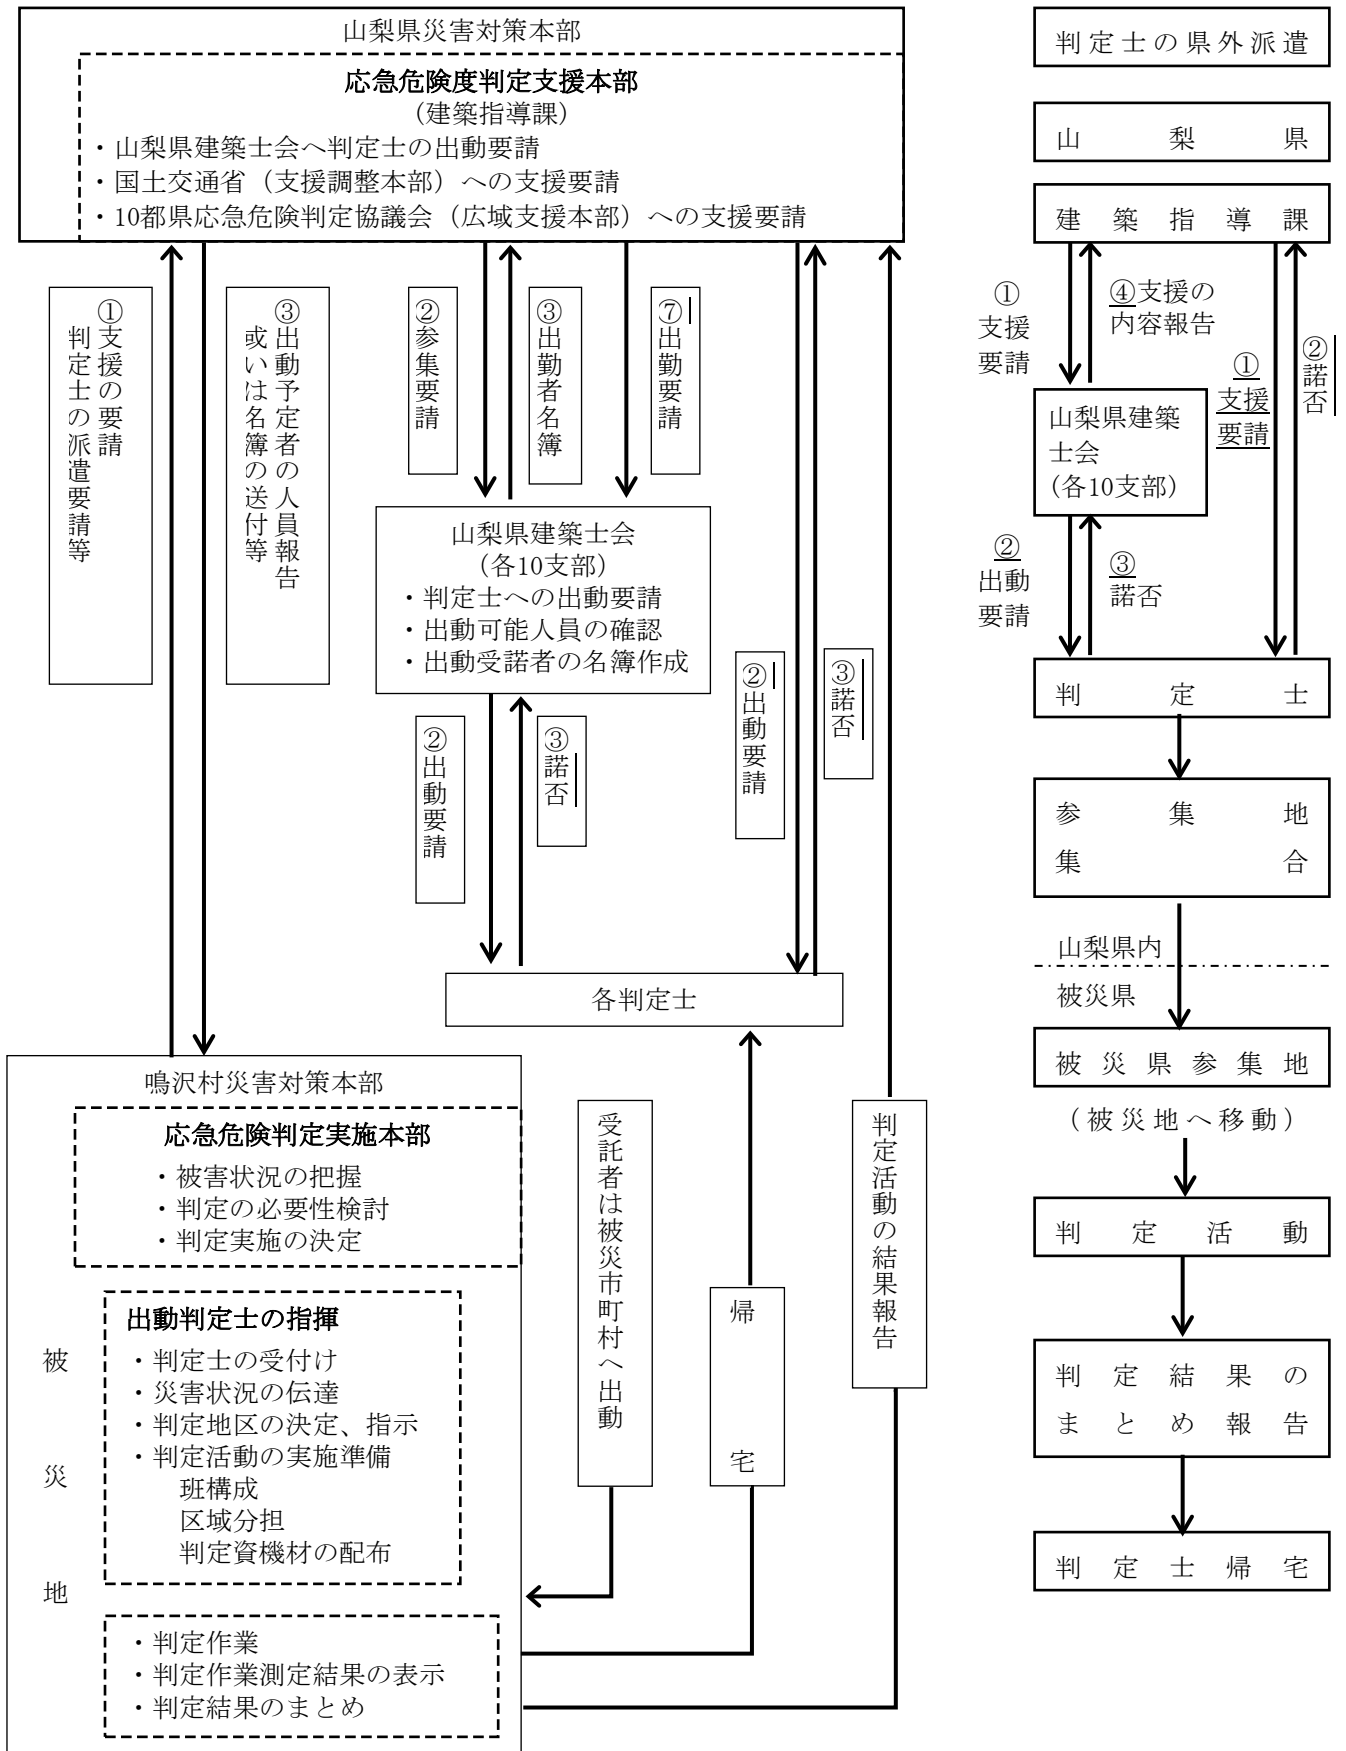 山梨県災害対策本部
応急危険度判定支援本部
（建築指導課）
・山梨県建築士会へ判定士の出動要請
・国土交通省（支援調整本部）への支援要請
・10都県応急危険判定協議会（広域支援本部）への支援要請
①支援の要請
判定士の派遣要請等
③出動予定者の人員報告
或いは名簿の送付等
②参集要請
③出勤者名簿
⑦出勤要請
山梨県建築士会
（各10支部）
・判定士への出動要請
・出動可能人員の確認
・出動受諾者の名簿作成
②出動要請
③諾否
②出動要請
③諾否
各判定士
鳴沢村災害対策本部
応急危険判定実施本部
・被害状況の把握
・判定の必要性検討
・判定実施の決定
出動判定士の指揮
・判定士の受付け
・災害状況の伝達
・判定地区の決定、指示
・判定活動の実施準備
班構成
区域分担
判定資機材の配布
被災地
・判定作業
・判定作業測定結果の表示
・判定結果のまとめ
受託者は被災市町村へ出動
帰宅
判定活動の結果報告
判定士の県外派遣
山梨県
建築指導課
①
支援
要請
④支援の
内容報告
①
支援
要請
②諾否
山梨県建築
士会
（各10支部）
②
出動
要請
③
諾否
判定士
参集地
集合
山梨県内
被災県
被災県参集地
（被災地へ移動）
判定活動
判定結果の
まとめ報告
判定士帰宅